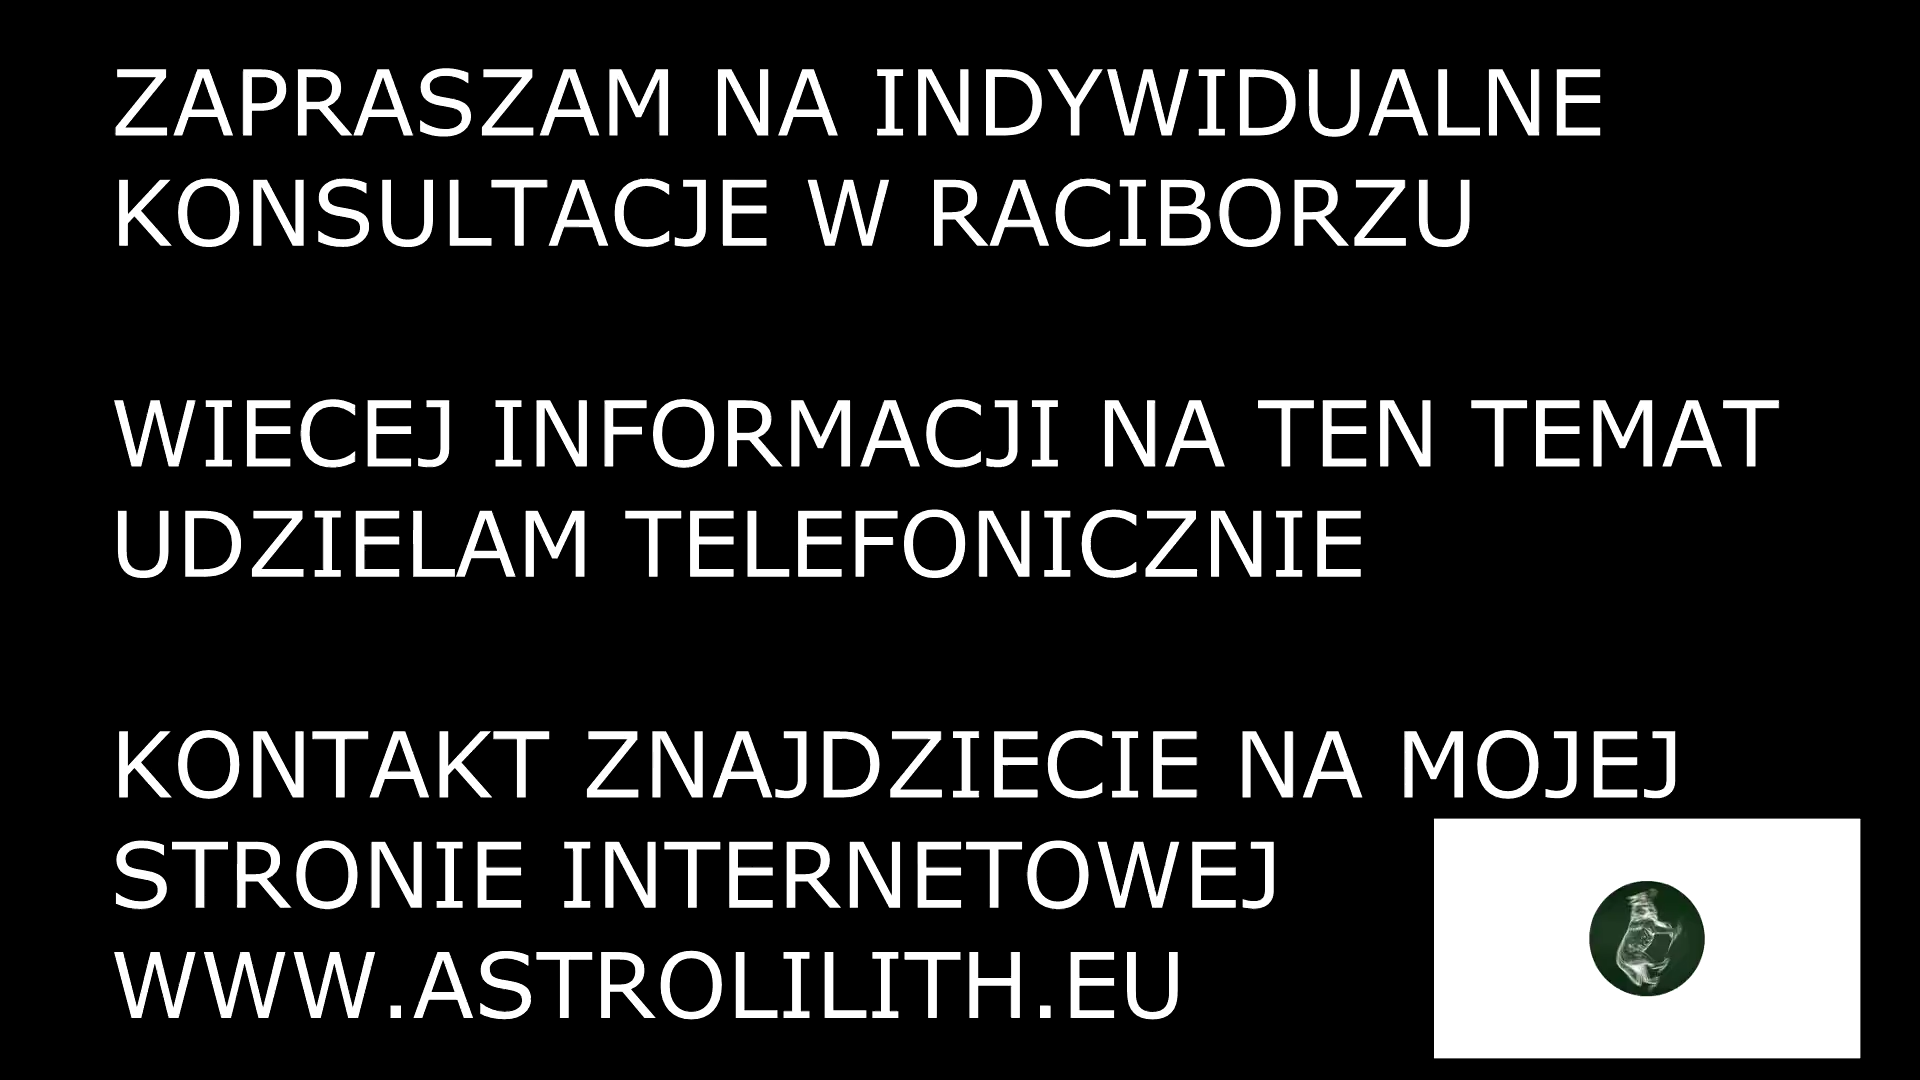 ZAPRASZAM NA INDYWIDUALNE
KONSULTACJE W RACIBORZU
WIECEJ INFORMACJI NA TEN TEMAT
UDZIELAM TELEFONICZNIE
KONTAKT ZNAJDZIECIE NA MOJEJ
STRONIE INTERNETOWEJ
WWW.ASTROLILITH.EU